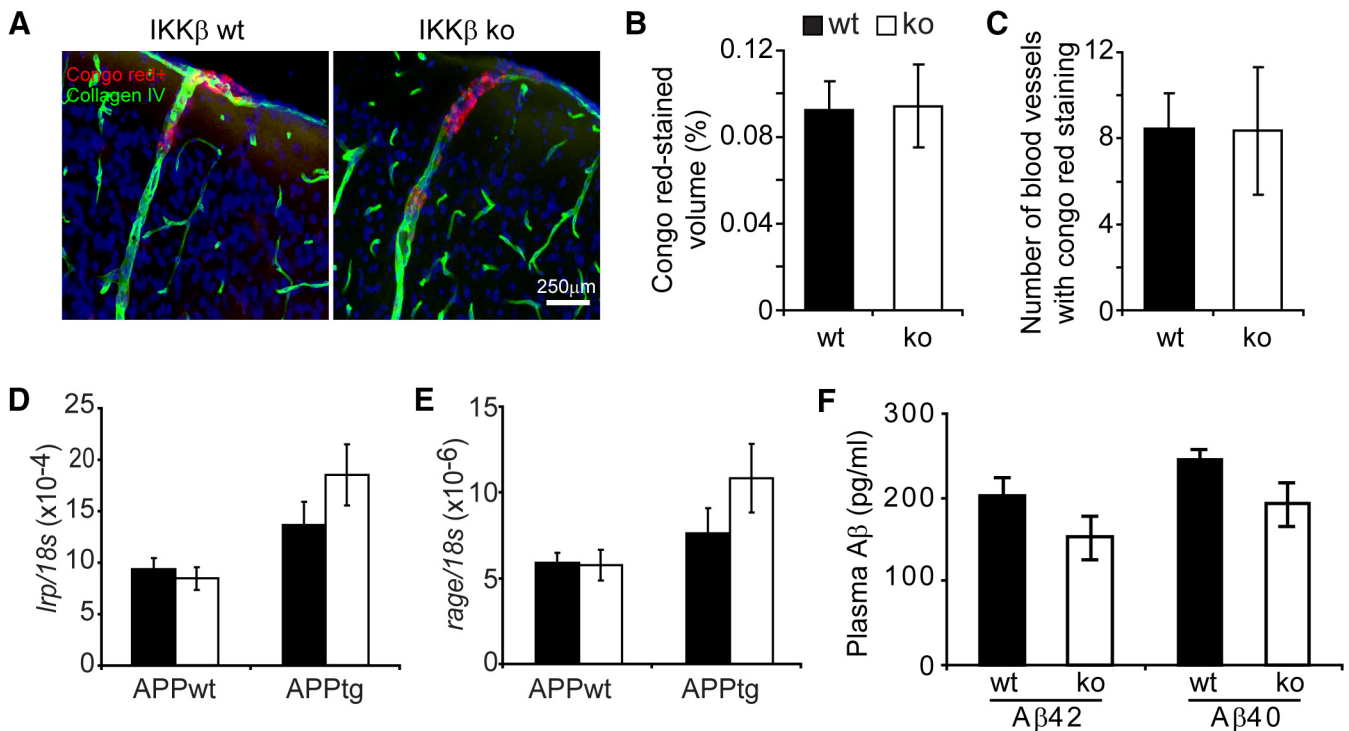 A
IKKβ wt
IKKβ ko
Congo red+
Collagen IV
250μm
B
wt
ko
Congo red-stained
volume (%)
0.12
0.08
0.04
0
wt
ko
C
Number of blood vessels
with congo red staining
12
8
4
0
wt
ko
D
lrp/18s (x10-4)
25
20
15
10
5
0
APPwt
APPtg
E
rage/18s (x10-6)
15
10
5
0
APPwt
APPtg
F
Plasma Aβ (pg/ml)
300
200
100
0
wt
ko
wt
ko
Aβ42
Aβ40